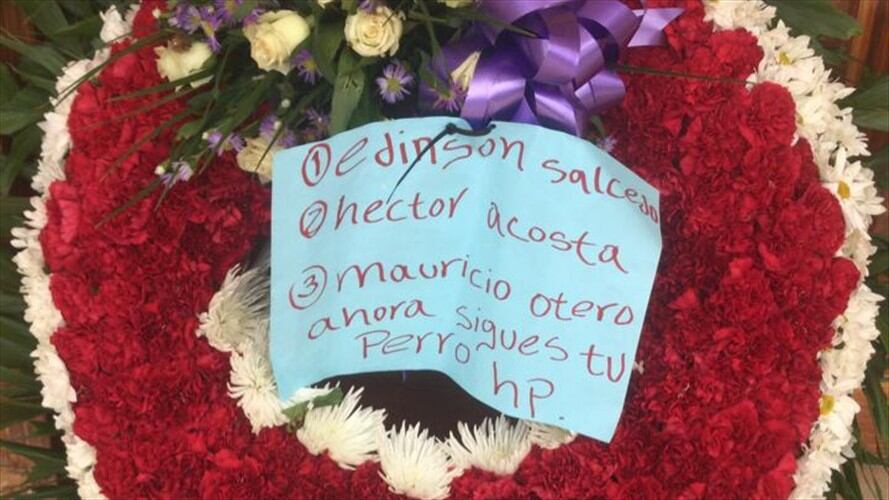 ① edinson salcedo
② hector acosta
③ mauricio otero
ahora sigues tu
Perro hp.